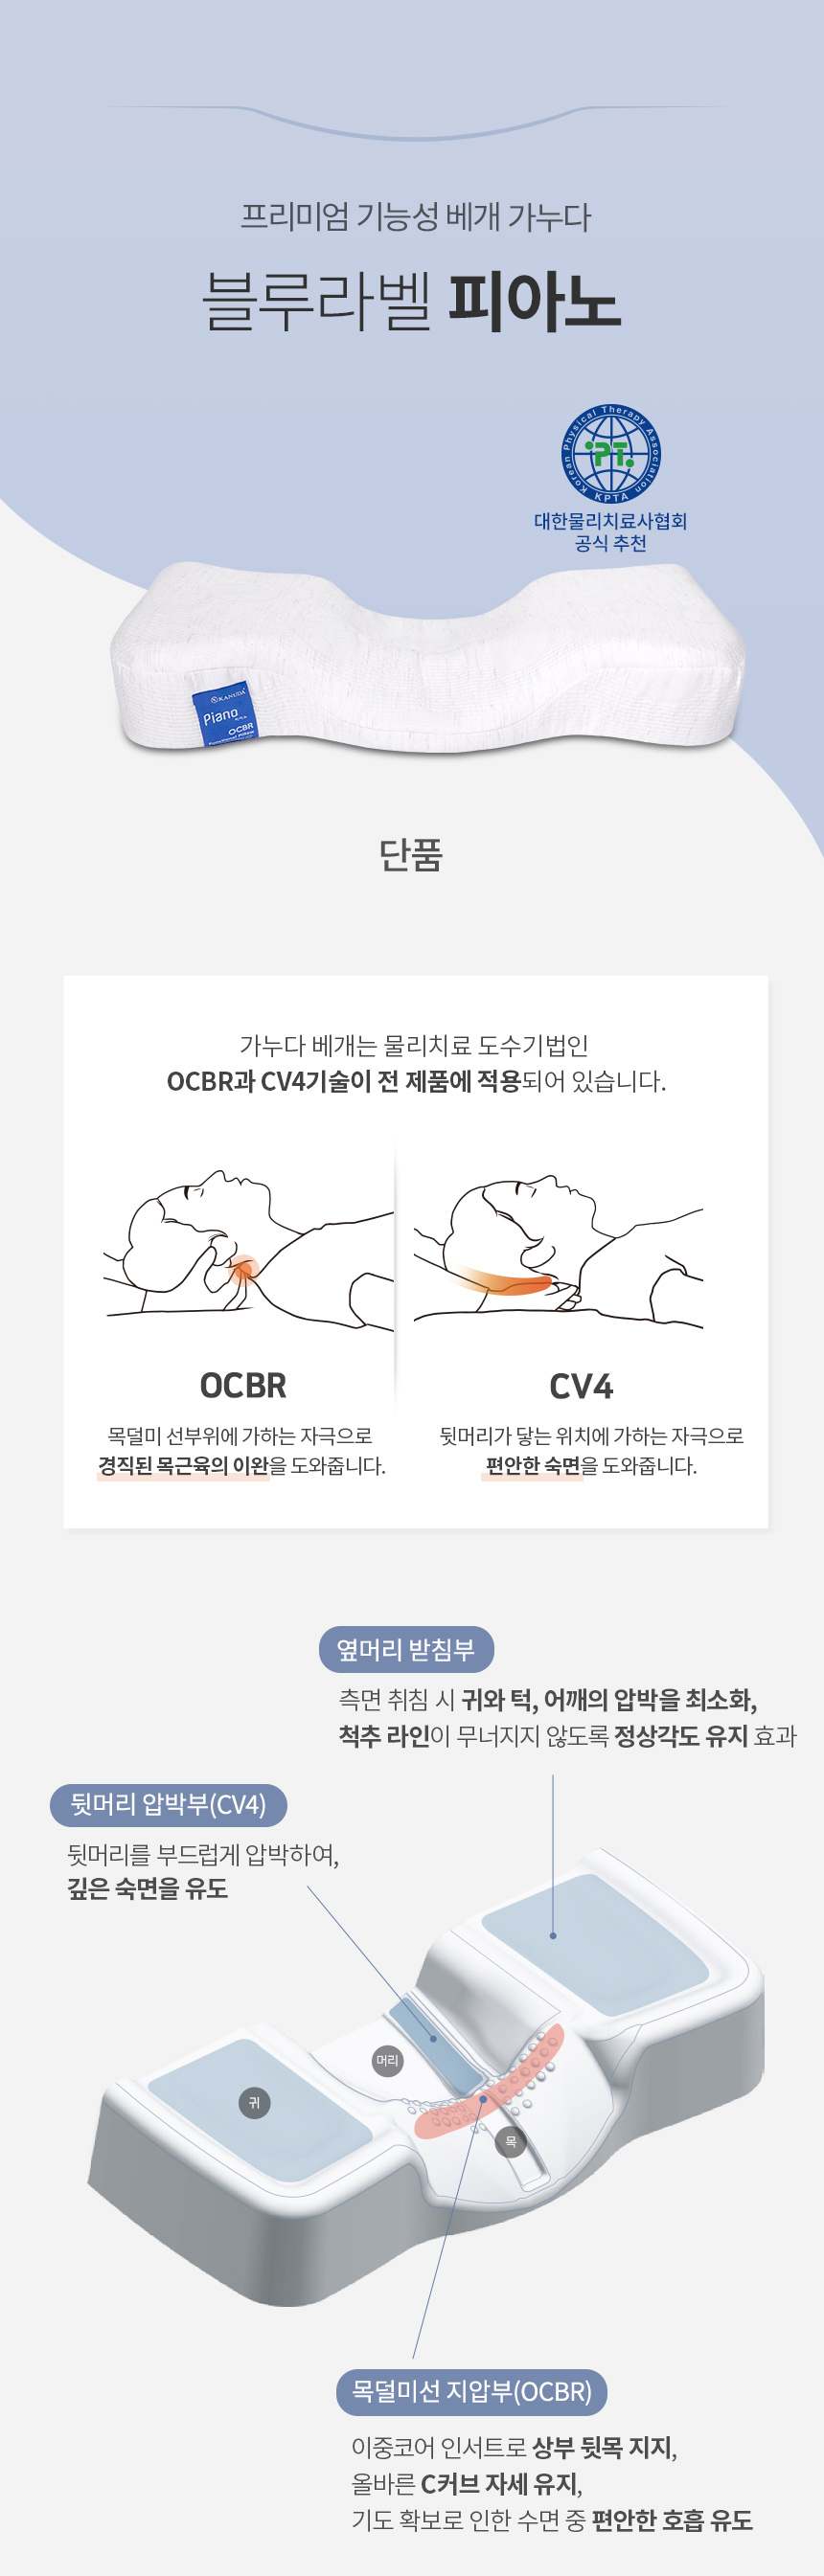 프리미엄 기능성 베개 가누다
블루라벨 피아노
Korean Physical Therapy Association
PT
KPTA
대한물리치료사협회
공식 추천
KANUDA
Piano
OCBR
Functional pillow
단품
가누다 베개는 물리치료 도수기법인
OCBR과 CV4기술이 전 제품에 적용되어 있습니다.
OCBR
목덜미 선부위에 가하는 자극으로
경직된 목근육의 이완을 도와줍니다.
CV4
뒷머리가 닿는 위치에 가하는 자극으로
편안한 숙면을 도와줍니다.
옆머리 받침부
측면 취침 시 귀와 턱, 어깨의 압박을 최소화,
척추 라인이 무너지지 않도록 정상각도 유지 효과
뒷머리 압박부(CV4)
뒷머리를 부드럽게 압박하여,
깊은 숙면을 유도
머리
귀
목
목덜미선 지압부(OCBR)
이중코어 인서트로 상부 뒷목 지지,
올바른 C커브 자세 유지,
기도 확보로 인한 수면 중 편안한 호흡 유도